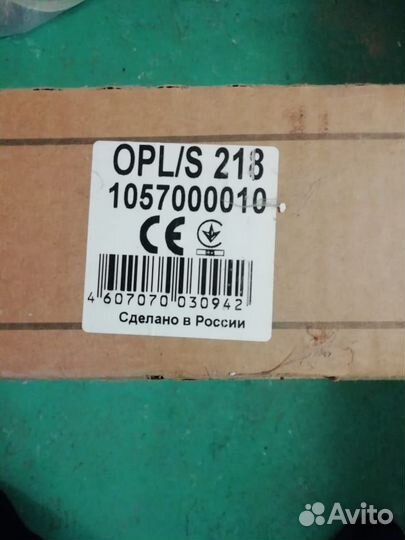 OPL/S 218
1057000010
CE
4 607070 030942
Сделано в России
Avito